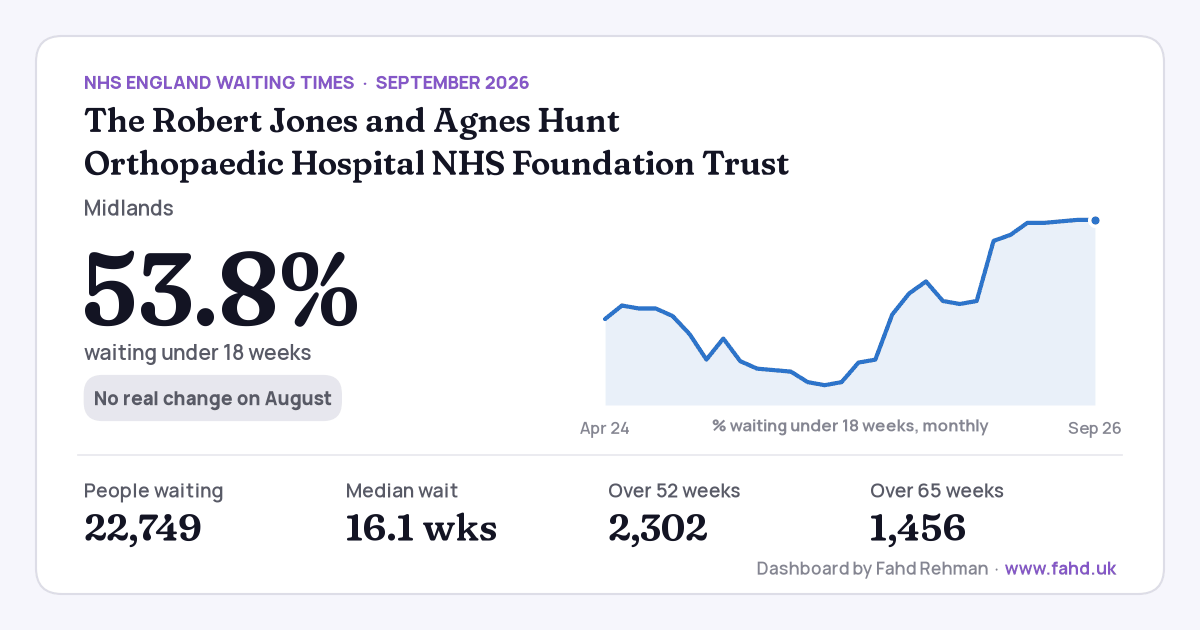 NHS ENGLAND WAITING TIMES · SEPTEMBER 2026
The Robert Jones and Agnes Hunt
Orthopaedic Hospital NHS Foundation Trust
Midlands
53.8%
waiting under 18 weeks
No real change on August
Apr 24
% waiting under 18 weeks, monthly
Sep 26
People waiting
22,749
Median wait
16.1 wks
Over 52 weeks
2,302
Over 65 weeks
1,456
Dashboard by Fahd Rehman · www.fahd.uk